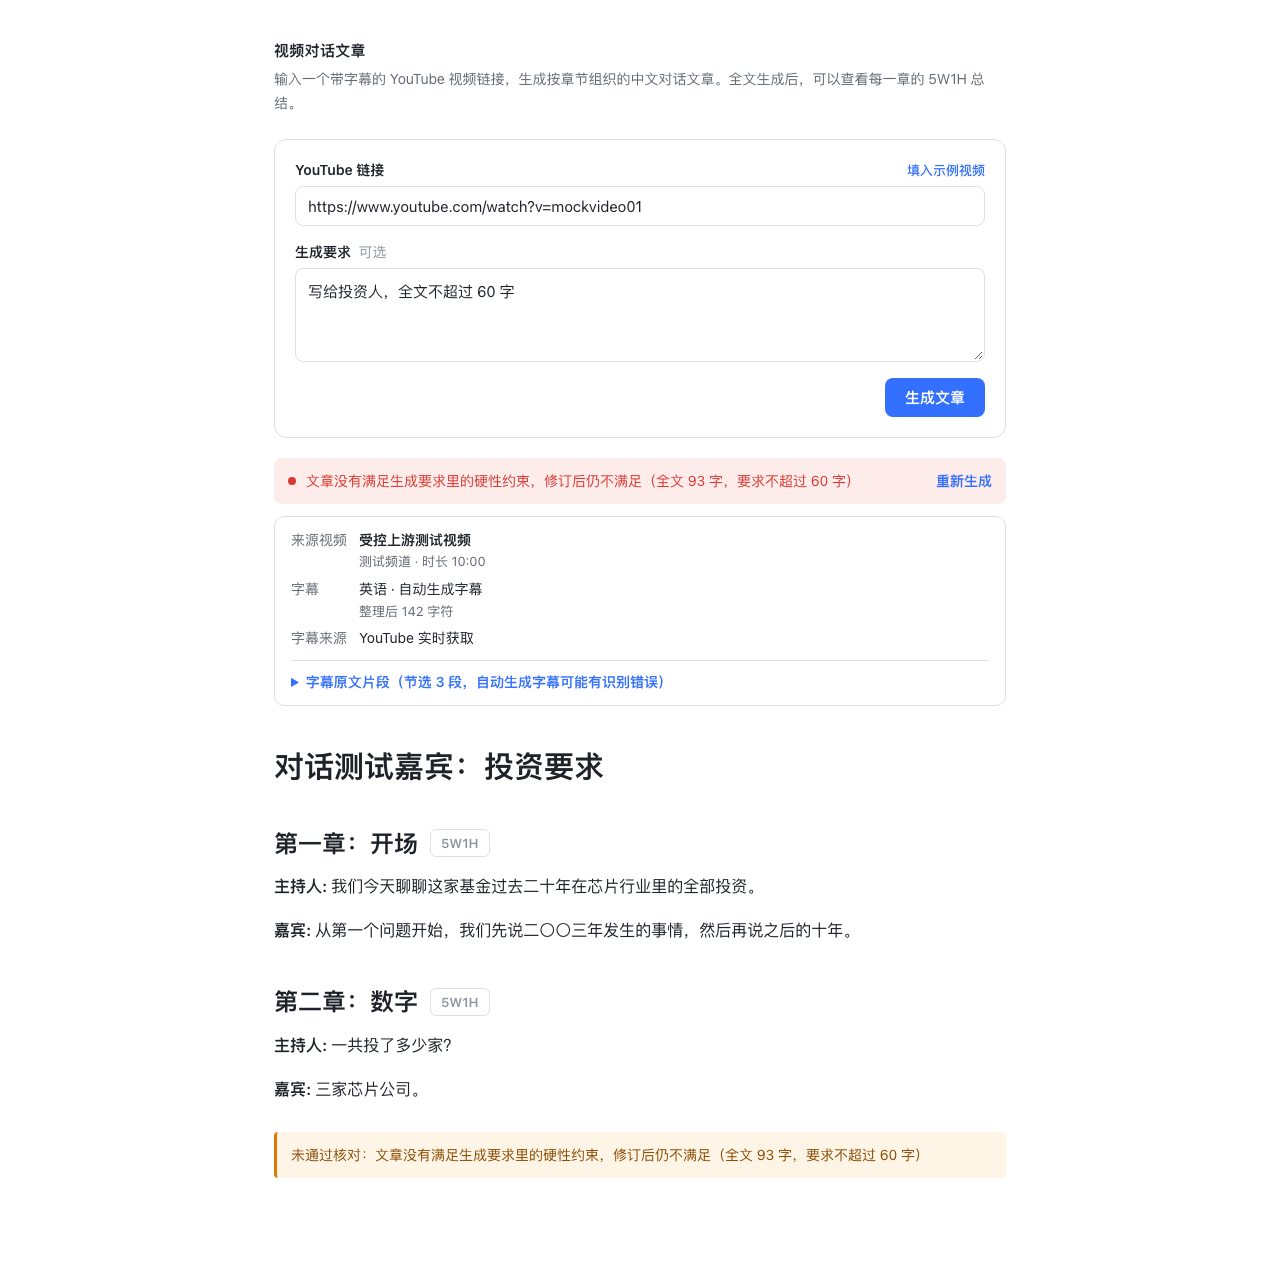 视频对话文章
输入一个带字幕的 YouTube 视频链接，生成按章节组织的中文对话文章。全文生成后，可以查看每一章的 5W1H 总
结。
YouTube 链接
填入示例视频
https://www.youtube.com/watch?v=mockvideo01
生成要求 可选
写给投资人，全文不超过 60 字
生成文章
文章没有满足生成要求里的硬性约束，修订后仍不满足（全文 93 字，要求不超过 60 字）
重新生成
来源视频 受控上游测试视频
测试频道 · 时长 10:00
字幕 英语 · 自动生成字幕
整理后 142 字符
字幕来源 YouTube 实时获取
字幕原文片段（节选 3 段，自动生成字幕可能有识别错误）
对话测试嘉宾：投资要求
第一章：开场 5W1H
主持人: 我们今天聊聊这家基金过去二十年在芯片行业里的全部投资。
嘉宾: 从第一个问题开始，我们先说二〇〇三年发生的事情，然后再说之后的十年。
第二章：数字 5W1H
主持人: 一共投了多少家？
嘉宾: 三家芯片公司。
未通过核对：文章没有满足生成要求里的硬性约束，修订后仍不满足（全文 93 字，要求不超过 60 字）